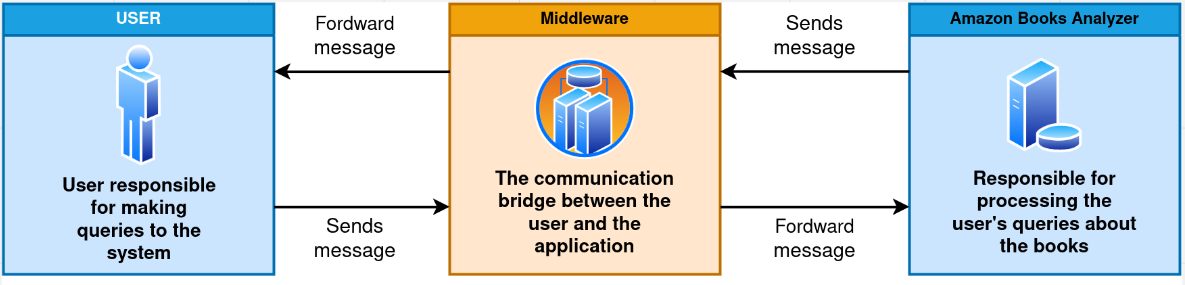 USER
Fordward
message
Middleware
Sends
message
Amazon Books Analyzer
User responsible
for making
queries to the
system
Sends
message
The communication
bridge between the
user and the
application
Fordward
message
Responsible for
processing the
user's queries about
the books